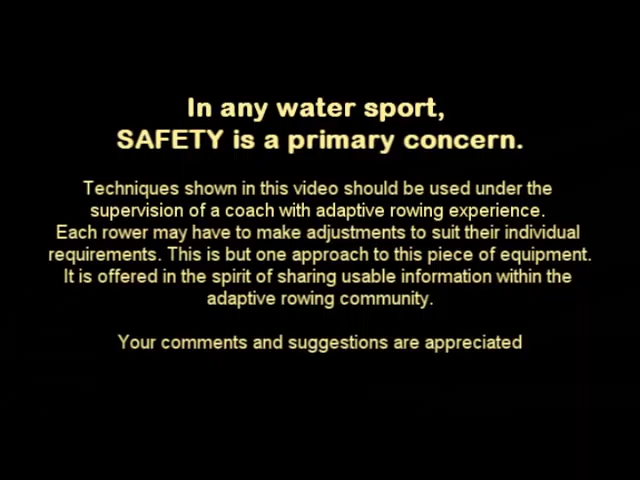 In any water sport,
SAFETY is a primary concern.
Techniques shown in this video should be used under the
supervision of a coach with adaptive rowing experience.
Each rower may have to make adjustments to suit their individual
requirements. This is but one approach to this piece of equipment.
It is offered in the spirit of sharing usable information within the
adaptive rowing community.
Your comments and suggestions are appreciated